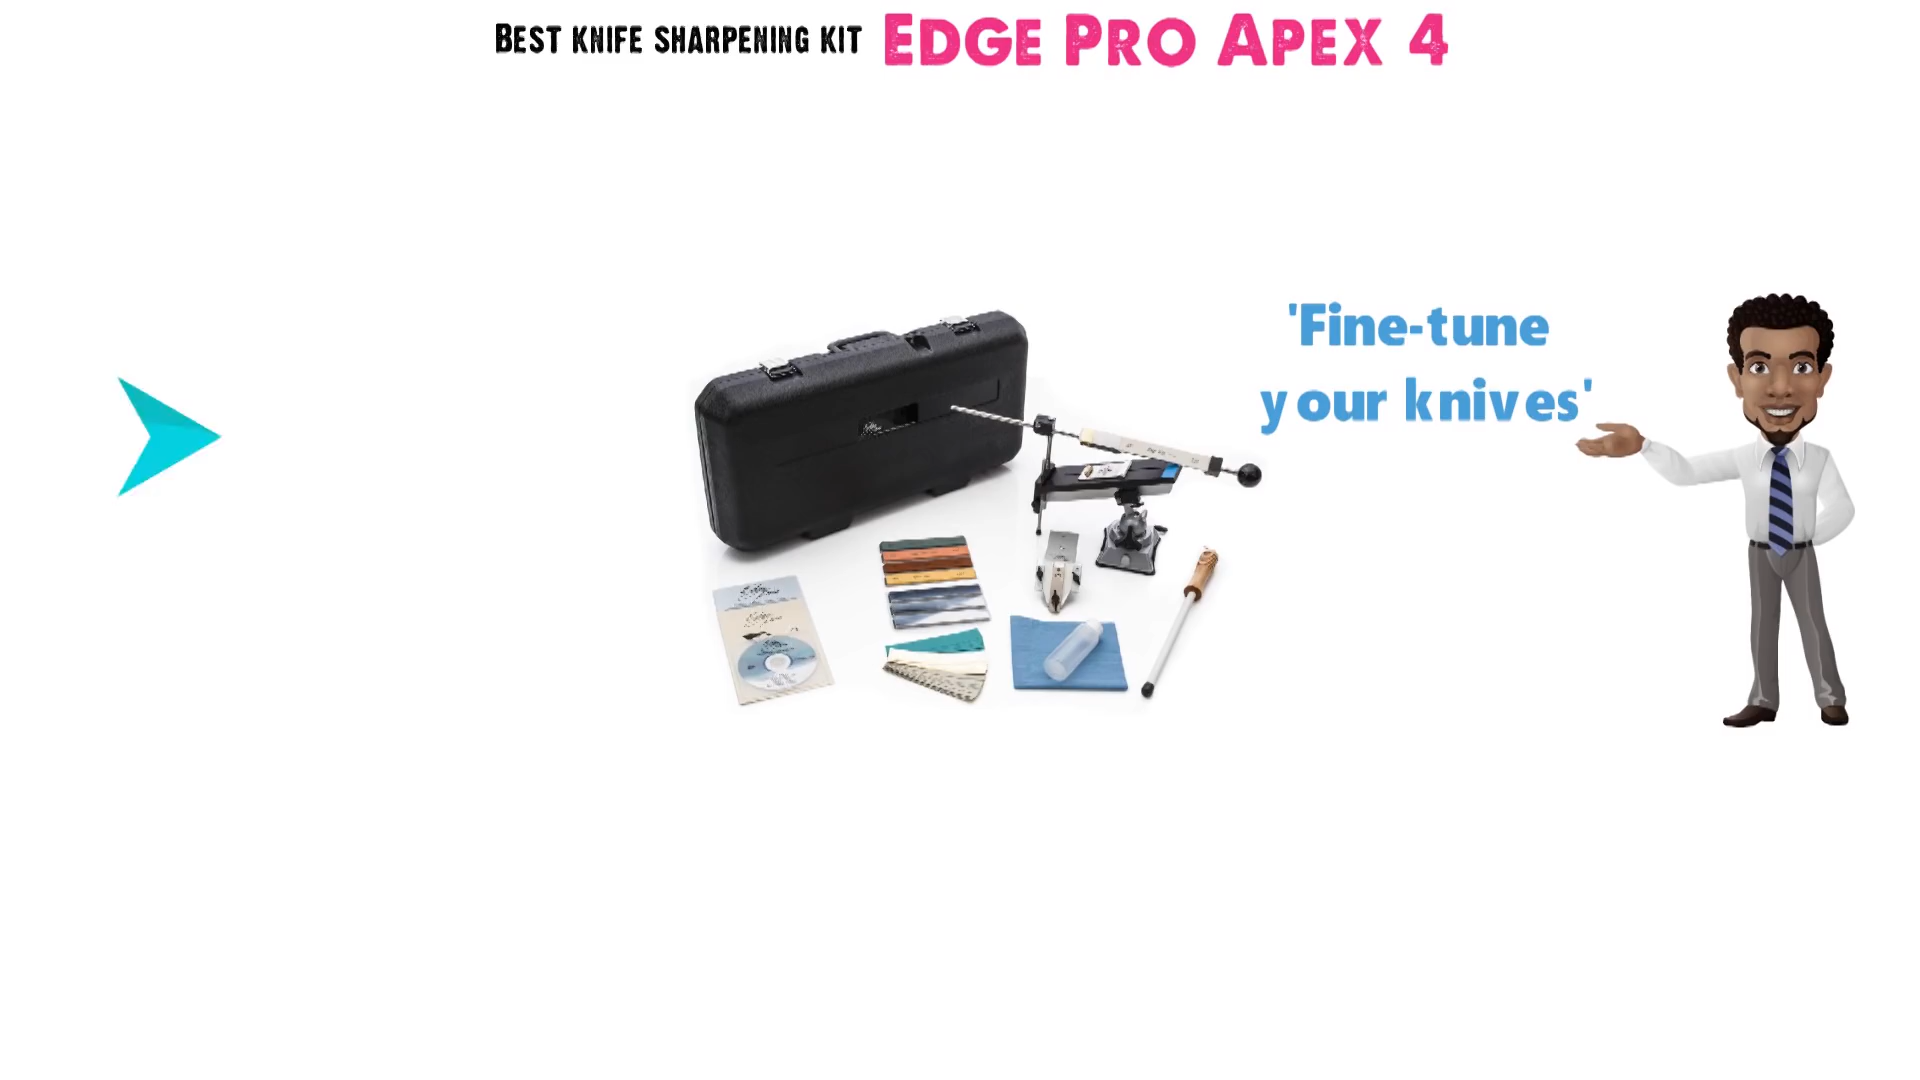 Best knife sharpening kit Edge Pro Apex 4
'Fine-tune
your knives'